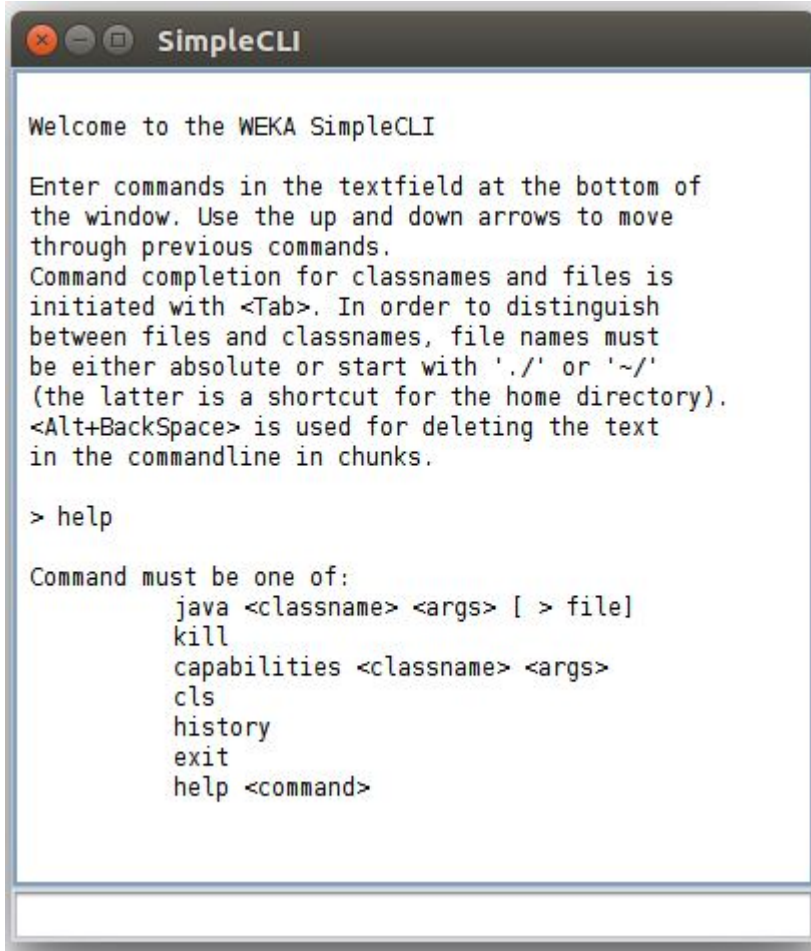 SimpleCLI
Welcome to the WEKA SimpleCLI
Enter commands in the textfield at the bottom of
the window. Use the up and down arrows to move
through previous commands.
Command completion for classnames and files is
initiated with <Tab>. In order to distinguish
between files and classnames, file names must
be either absolute or start with './' or '~/'
(the latter is a shortcut for the home directory).
<Alt+BackSpace> is used for deleting the text
in the commandline in chunks.
> help
Command must be one of:
java <classname> <args> [ > file]
kill
capabilities <classname> <args>
cls
history
exit
help <command>